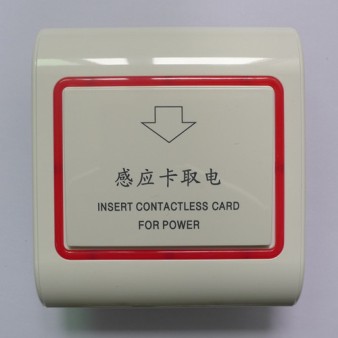 感应卡取电
INSERT CONTACTLESS CARD
FOR POWER